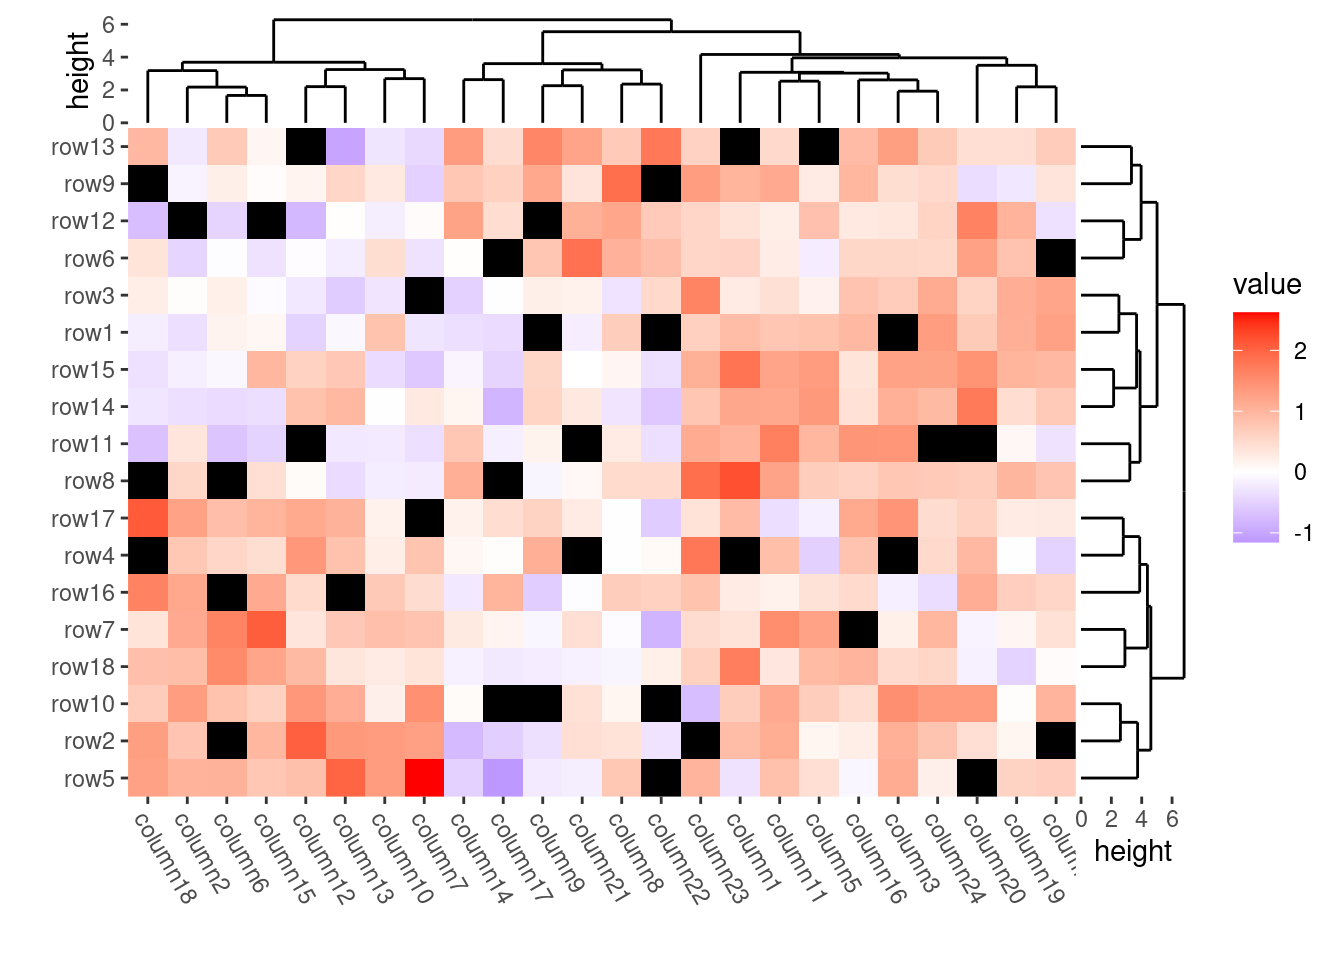 6
4
2
0
height
row13
row9
row12
row6
row3
row1
row15
row14
row11
row8
row17
row4
row16
row7
row18
row10
row2
row5
column18
column2
column6
column15
column12
column13
column10
column7
column14
column17
column9
column21
column8
column22
column23
column1
column11
column5
column16
column3
column24
column20
column19
0 2 4 6
height
value
2
1
0
-1